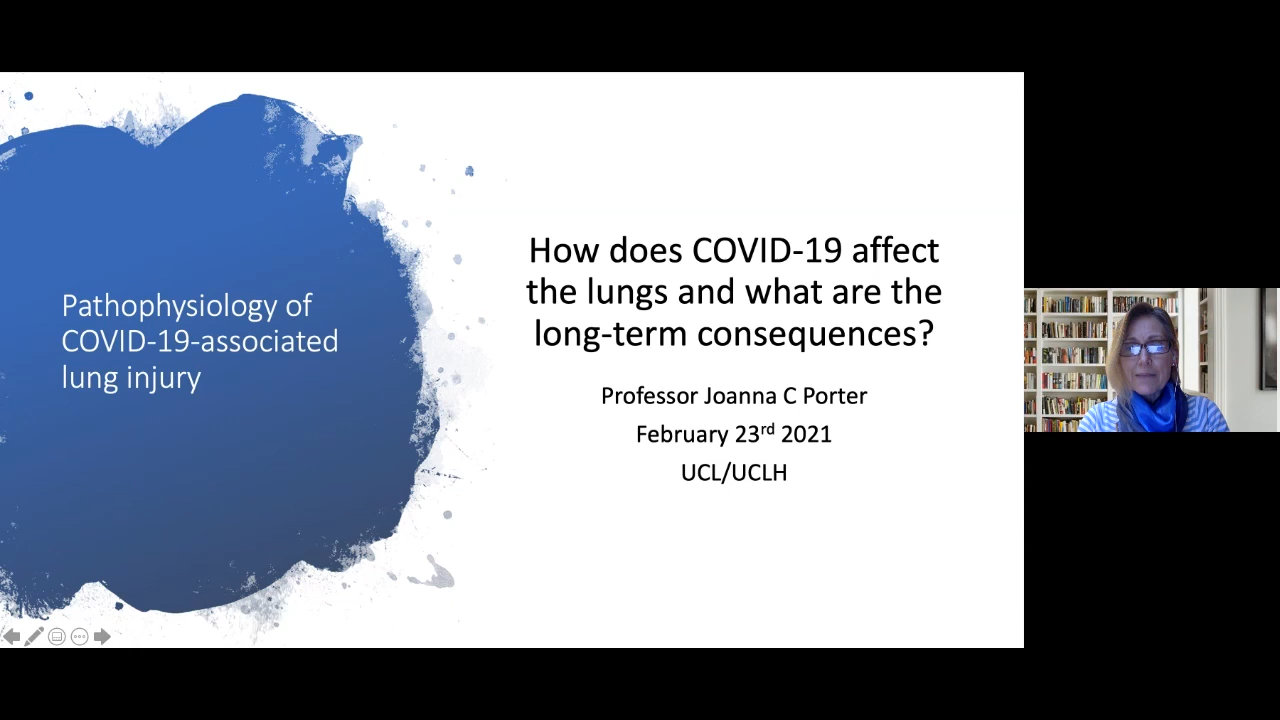 Pathophysiology of
COVID-19-associated
lung injury
How does COVID-19 affect
the lungs and what are the
long-term consequences?
Professor Joanna C Porter
February 23rd 2021
UCL/UCLH